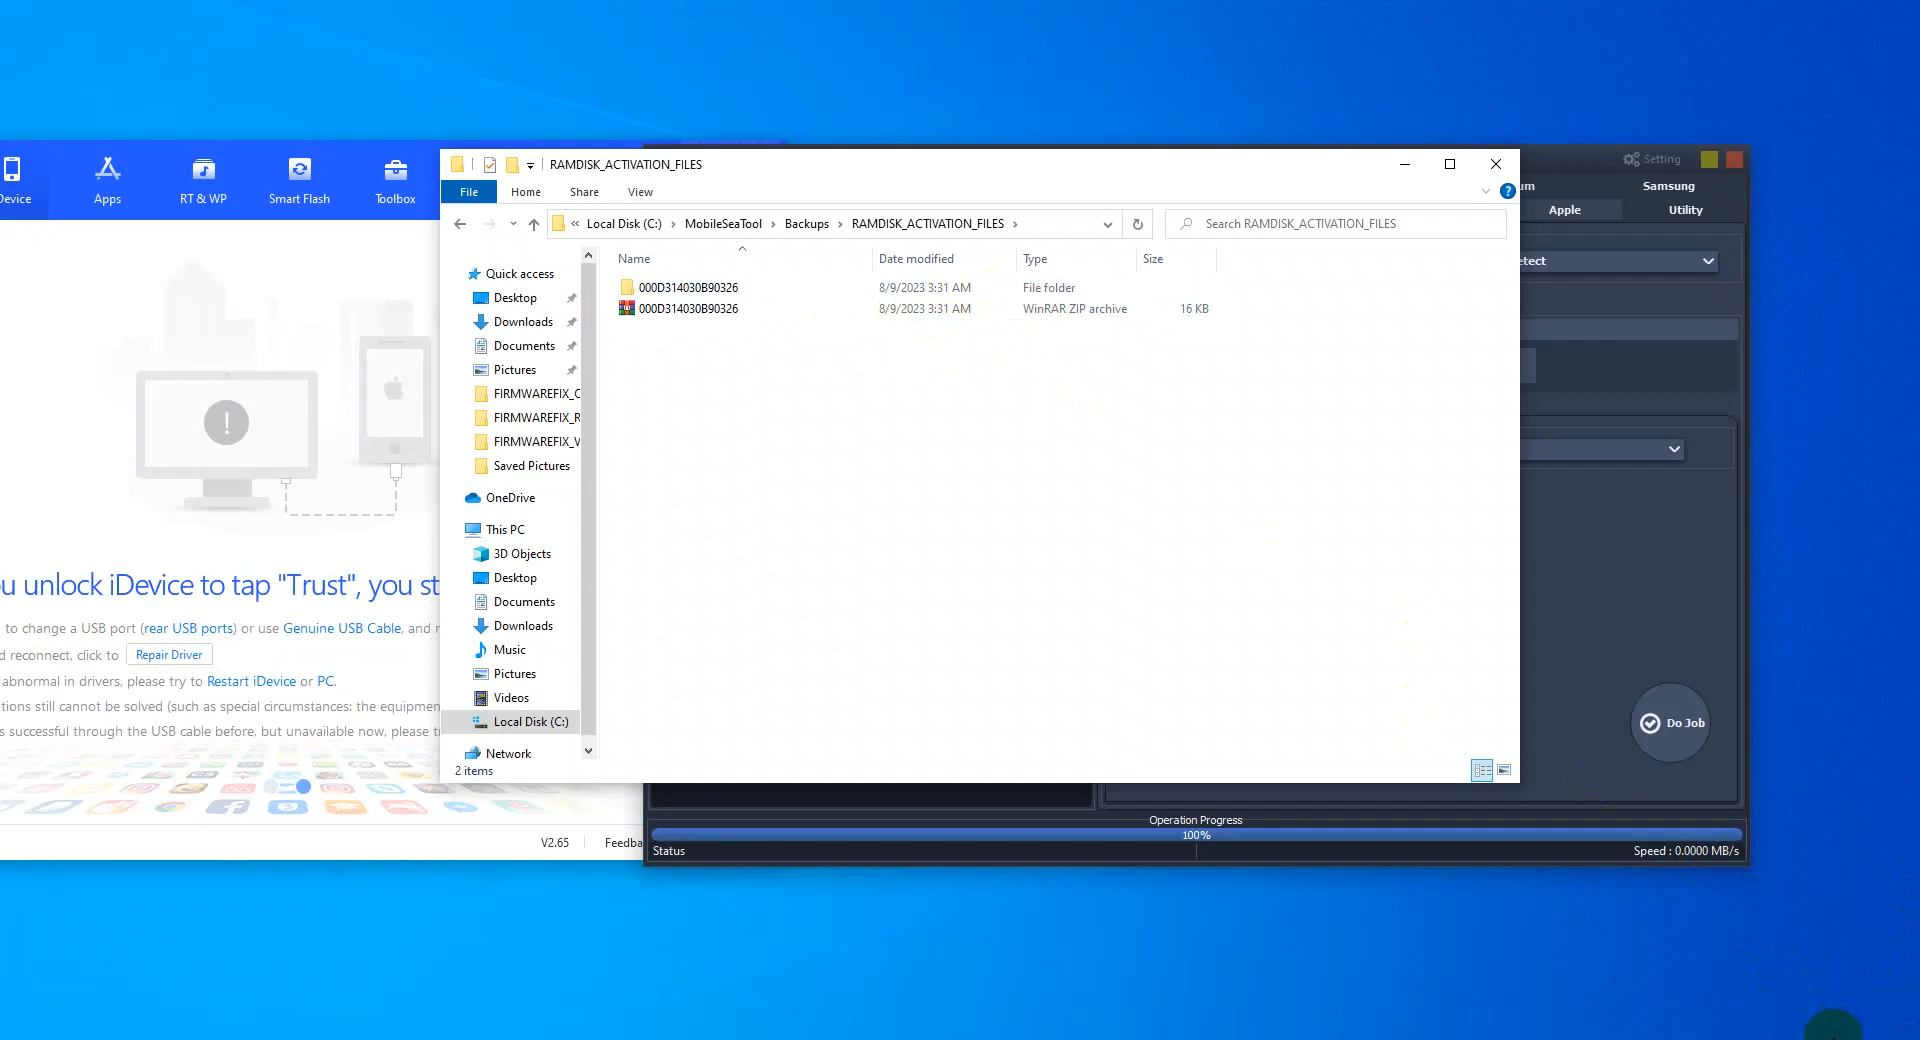 Device
Apps
RT & WP
Smart Flash
Toolbox
u unlock iDevice to tap "Trust", you st
to change a USB port (rear USB ports) or use Genuine USB Cable, and r
d reconnect, click to Repair Driver
abnormal in drivers, please try to Restart iDevice or PC.
tions still cannot be solved (such as special circumstances: the equipmen
s successful through the USB cable before, but unavailable now, please t
V2.65
Feedba
RAMDISK_ACTIVATION_FILES
File
Home
Share
View
« Local Disk (C:) › MobileSeaTool › Backups › RAMDISK_ACTIVATION_FILES ›
Search RAMDISK_ACTIVATION_FILES
Name
Date modified
Type
Size
000D314030B90326
8/9/2023 3:31 AM
File folder
000D314030B90326
8/9/2023 3:31 AM
WinRAR ZIP archive
16 KB
Quick access
Desktop
Downloads
Documents
Pictures
FIRMWAREFIX_C
FIRMWAREFIX_R
FIRMWAREFIX_V
Saved Pictures
OneDrive
This PC
3D Objects
Desktop
Documents
Downloads
Music
Pictures
Videos
Local Disk (C:)
Network
2 items
Setting
um
Samsung
Apple
Utility
etect
Do Job
Operation Progress
100%
Status
Speed : 0.0000 MB/s